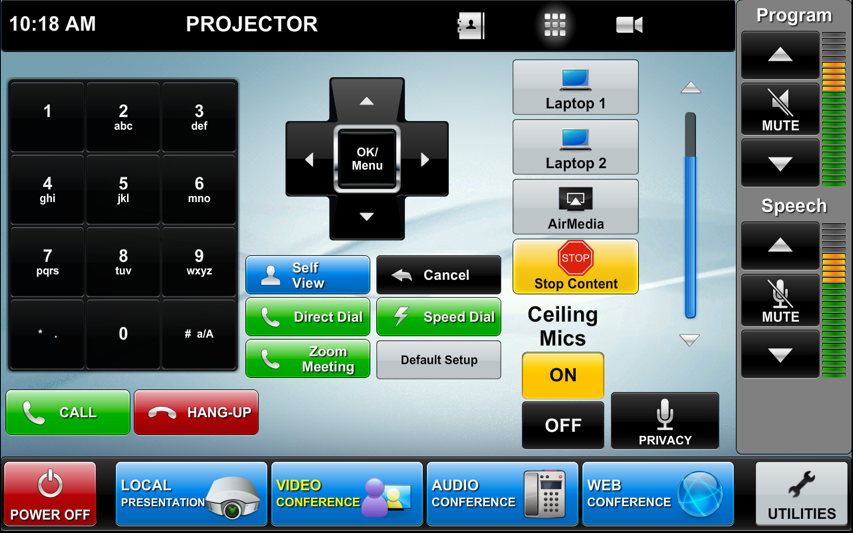 10:18 AM
PROJECTOR
Program
MUTE
Speech
MUTE
1
2
abc
3
def
4
ghi
5
jkl
6
mno
7
pqrs
8
tuv
9
wxyz
* .
0
# a/A
OK/
Menu
Self
View
Cancel
Direct Dial
Speed Dial
Zoom
Meeting
Default Setup
Laptop 1
Laptop 2
AirMedia
STOP
Stop Content
Ceiling
Mics
ON
OFF
PRIVACY
CALL
HANG-UP
POWER OFF
LOCAL
PRESENTATION
VIDEO
CONFERENCE
AUDIO
CONFERENCE
WEB
CONFERENCE
UTILITIES